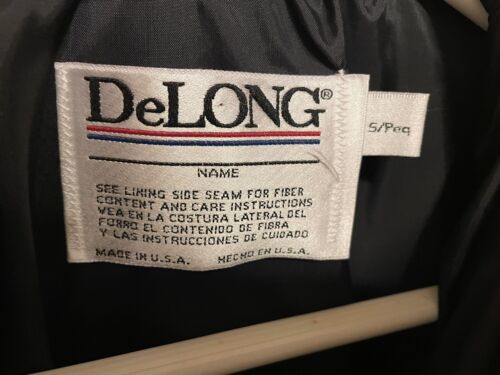 DeLONG®
S/Peq
NAME
SEE LINING SIDE SEAM FOR FIBER
CONTENT AND CARE INSTRUCTIONS
VEA EN LA COSTURA LATERAL DEL
FORRO EL CONTENIDO DE FIBRA
Y LAS INSTRUCCIONES DE CUIDADO
MADE IN U.S.A. HECHO EN U.S.A.